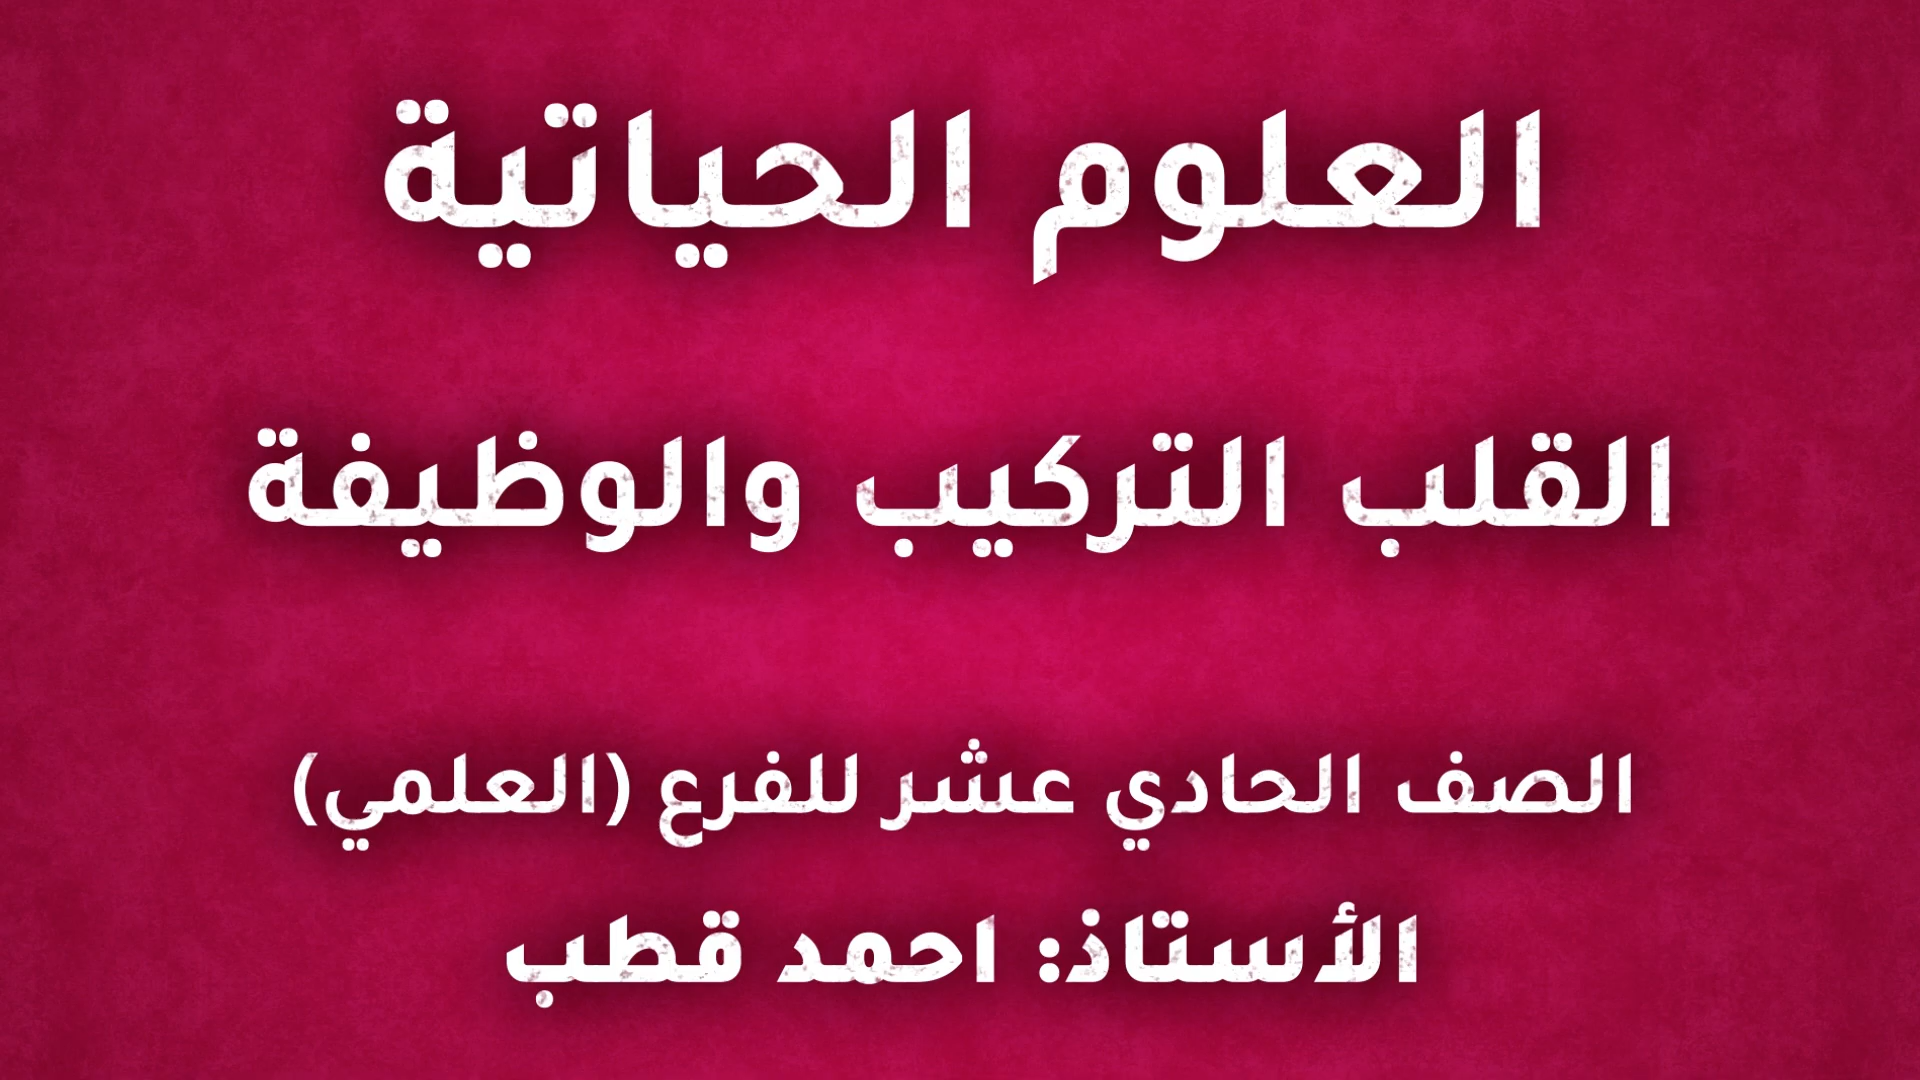 العلوم الحياتية
القلب التركيب والوظيفة
الصف الحادي عشر للفرع (العلمي)
الأستاذ: احمد قطب